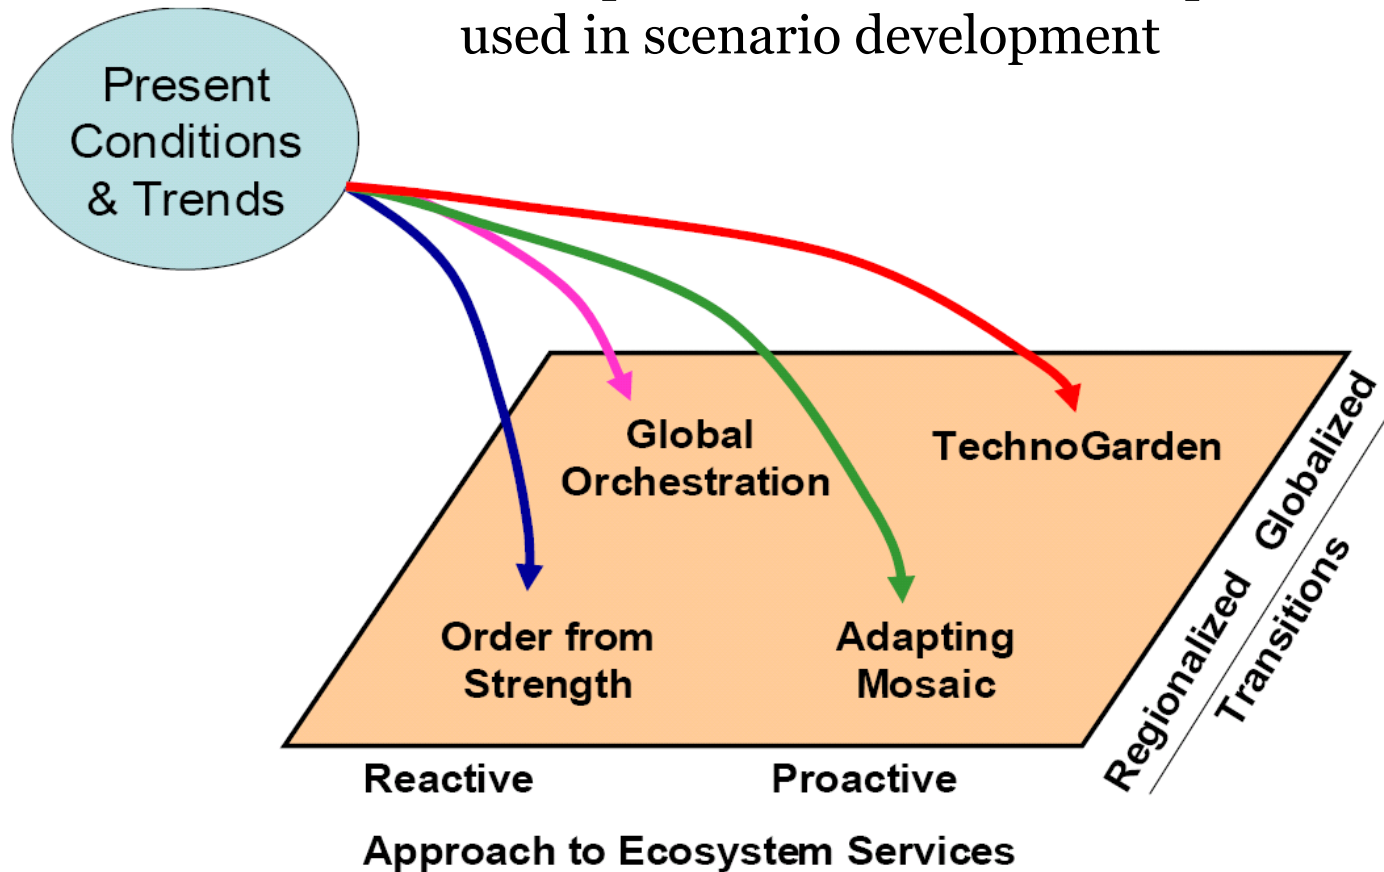 used in scenario development
Present
Conditions
& Trends
Global
Orchestration
TechnoGarden
Order from
Strength
Adapting
Mosaic
Regionalized Globalized
Transitions
Reactive Proactive
Approach to Ecosystem Services